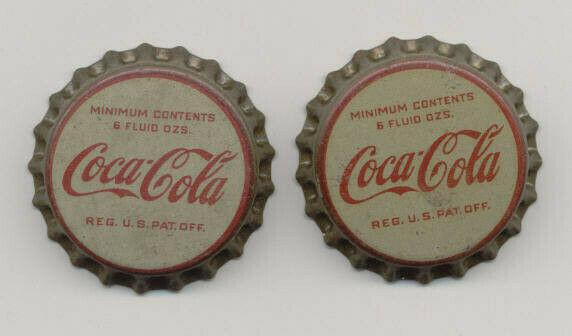 MINIMUM CONTENTS
6 FLUID OZS.
Coca-Cola
REG. U.S. PAT. OFF.
MINIMUM CONTENTS
6 FLUID OZS.
Coca-Cola
REG. U.S. PAT. OFF.